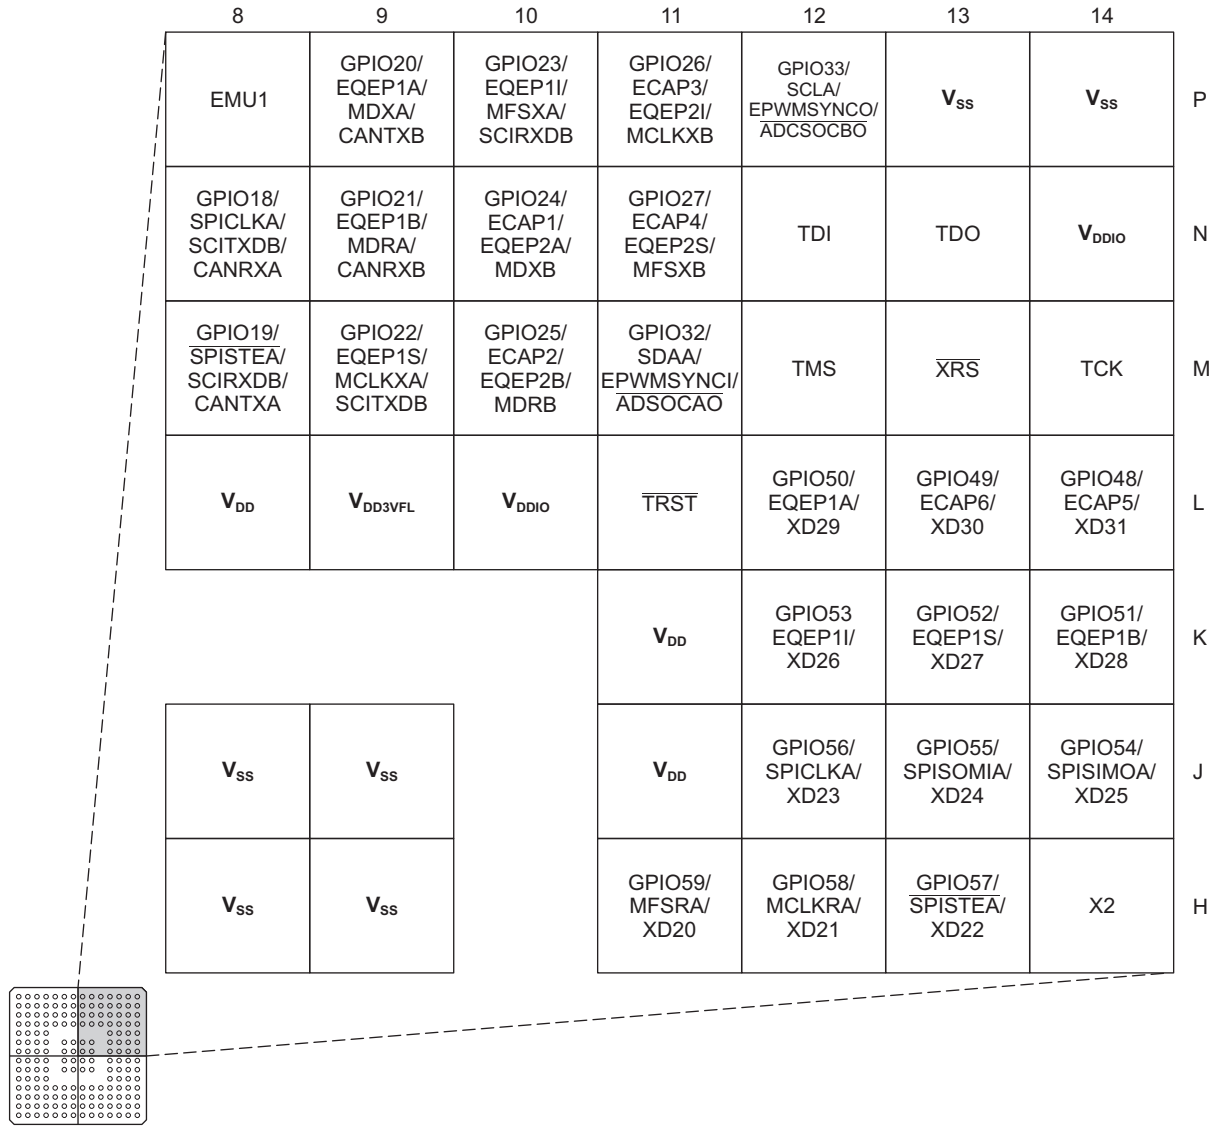 8 9 10 11 12 13 14
EMU1
GPIO20/
EQEP1A/
MDXA/
CANTXB
GPIO23/
EQEP1I/
MFSXA/
SCIRXDB
GPIO26/
ECAP3/
EQEP2I/
MCLKXB
GPIO33/
SCLA/
EPWMSYNCO/
ADCSOCBO
VSS
VSS
P
GPIO18/
SPICLKA/
SCITXDB/
CANRXA
GPIO21/
EQEP1B/
MDRA/
CANRXB
GPIO24/
ECAP1/
EQEP2A/
MDXB
GPIO27/
ECAP4/
EQEP2S/
MFSXB
TDI
TDO
VDDIO
N
GPIO19/
SPISTEA/
SCIRXDB/
CANTXA
GPIO22/
EQEP1S/
MCLKXA/
SCITXDB
GPIO25/
ECAP2/
EQEP2B/
MDRB
GPIO32/
SDAA/
EPWMSYNCI/
ADSOCAO
TMS
XRS
TCK
M
VDD
VDD3VFL
VDDIO
TRST
GPIO50/
EQEP1A/
XD29
GPIO49/
ECAP6/
XD30
GPIO48/
ECAP5/
XD31
L
VDD
GPIO53
EQEP1I/
XD26
GPIO52/
EQEP1S/
XD27
GPIO51/
EQEP1B/
XD28
K
VSS
VSS
VDD
GPIO56/
SPICLKA/
XD23
GPIO55/
SPISOMIA/
XD24
GPIO54/
SPISIMOA/
XD25
J
VSS
VSS
GPIO59/
MFSRA/
XD20
GPIO58/
MCLKRA/
XD21
GPIO57/
SPISTEA/
XD22
X2
H